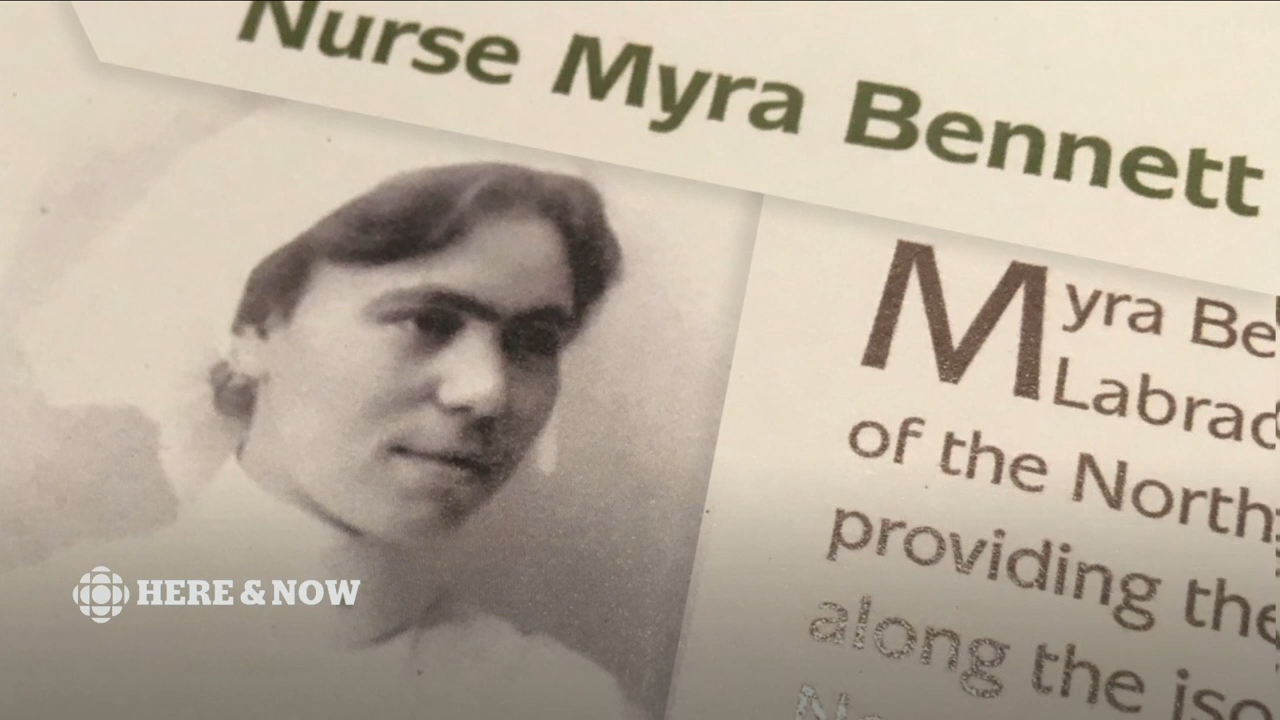 Nurse Myra Bennett
Myra Be
Labrad
of the North
providing the
along the iso
HERE & NOW